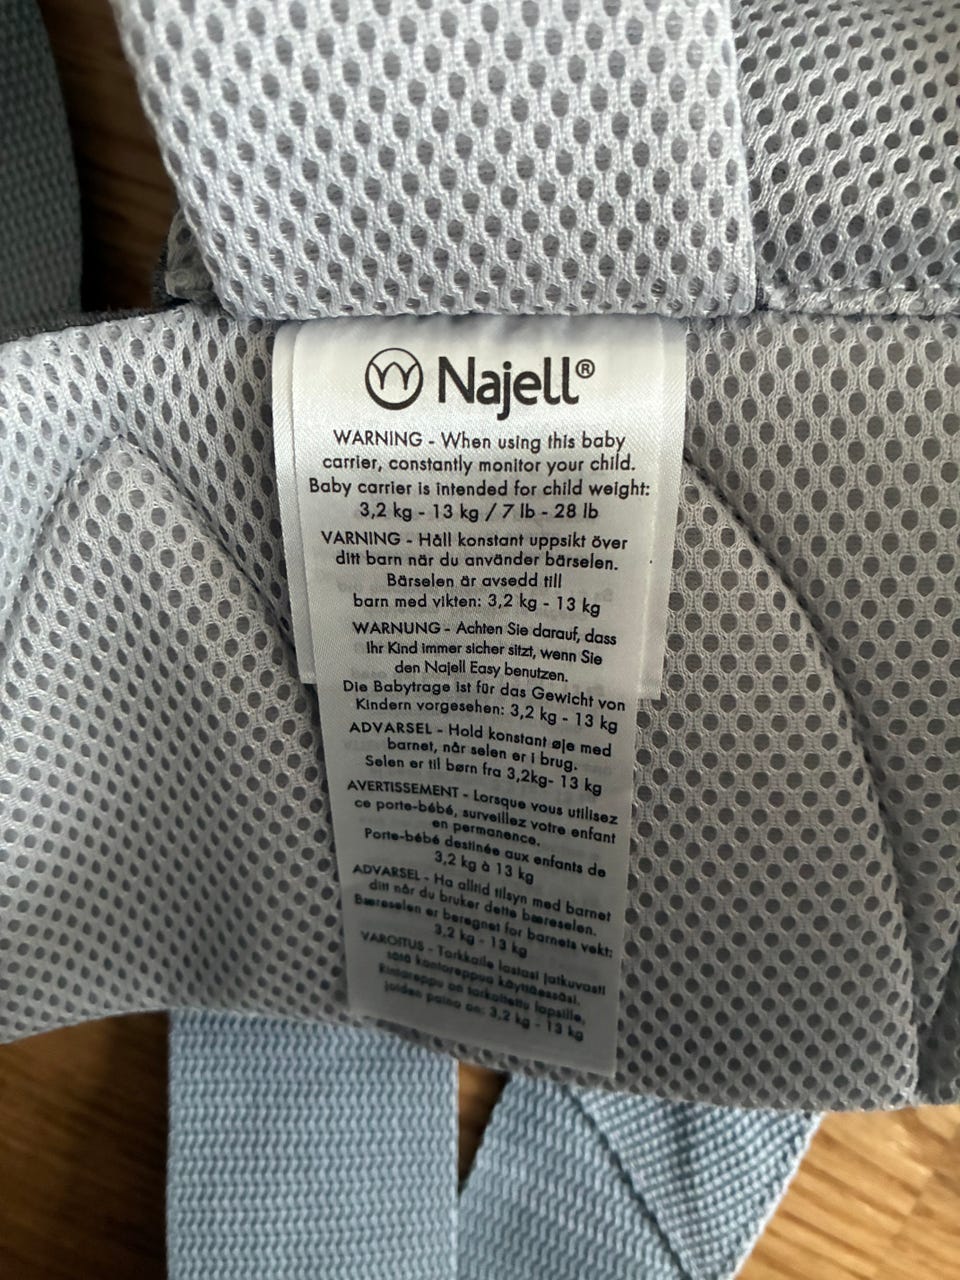 Najell®
WARNING - When using this baby
carrier, constantly monitor your child.
Baby carrier is intended for child weight:
3,2 kg - 13 kg / 7 lb - 28 lb
VARNING - Håll konstant uppsikt över
ditt barn när du använder bärselen.
Bärselen är avsedd till
barn med vikten: 3,2 kg - 13 kg
WARNUNG - Achten Sie darauf, dass
Ihr Kind immer sicher sitzt, wenn Sie
den Najell Easy benutzen.
Die Babytrage ist für das Gewicht von
Kindern vorgesehen: 3,2 kg - 13 kg
ADVARSEL - Hold konstant øje med
barnet, når selen er i brug.
Selen er til børn fra 3,2kg- 13 kg
AVERTISSEMENT - Lorsque vous utilisez
ce porte-bébé, surveillez votre enfant
en permanence.
Porte-bébé destinée aux enfants de
3,2 kg à 13 kg
ADVARSEL - Ha alltid tilsyn med barnet
ditt når du bruker dette bæreselen.
Bæreselen er beregnet for barnets vekt:
3,2 kg - 13 kg
VAROITUS - Tarkkaile lastasi jatkuvasti
kantoreppua käyttäessäsi.
Kintoreppu on tarkoitettu lapsille,
joiden paino on: 3,2 kg - 13 kg